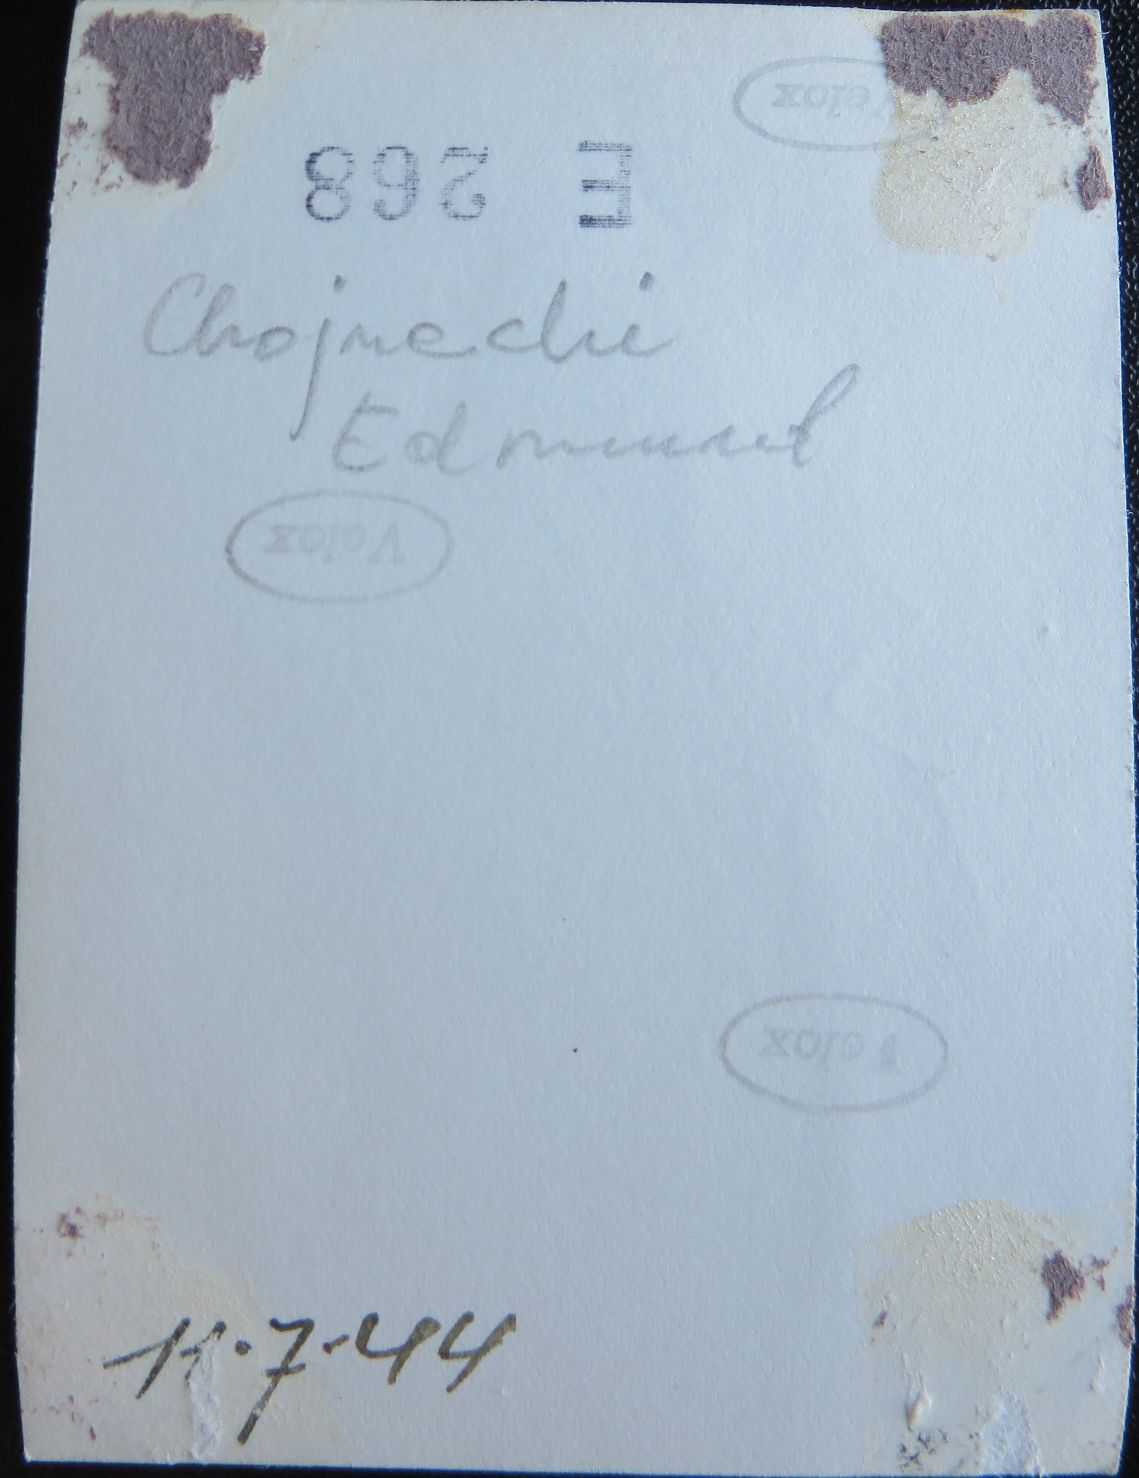 Velox
E 268
Chojnacki
Edmund
Velox
Velox
11-7-44